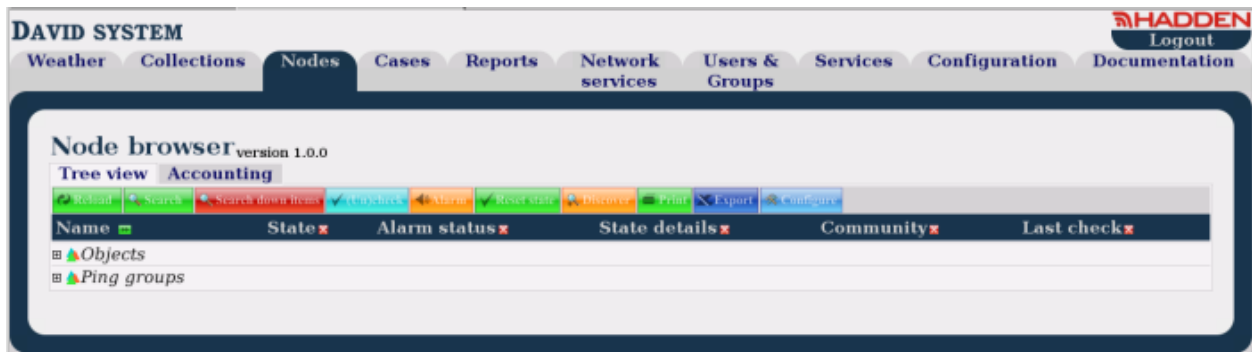 DAVID SYSTEM
HADDEN
Logout
Weather Collections Nodes Cases Reports Network services Users & Groups Services Configuration Documentation
Node browser version 1.0.0
Tree view Accounting
Reload Search Search down items (Un)check Alarm Reset state Discover Print Export Configure
Name State Alarm status State details Community Last check
Objects
Ping groups